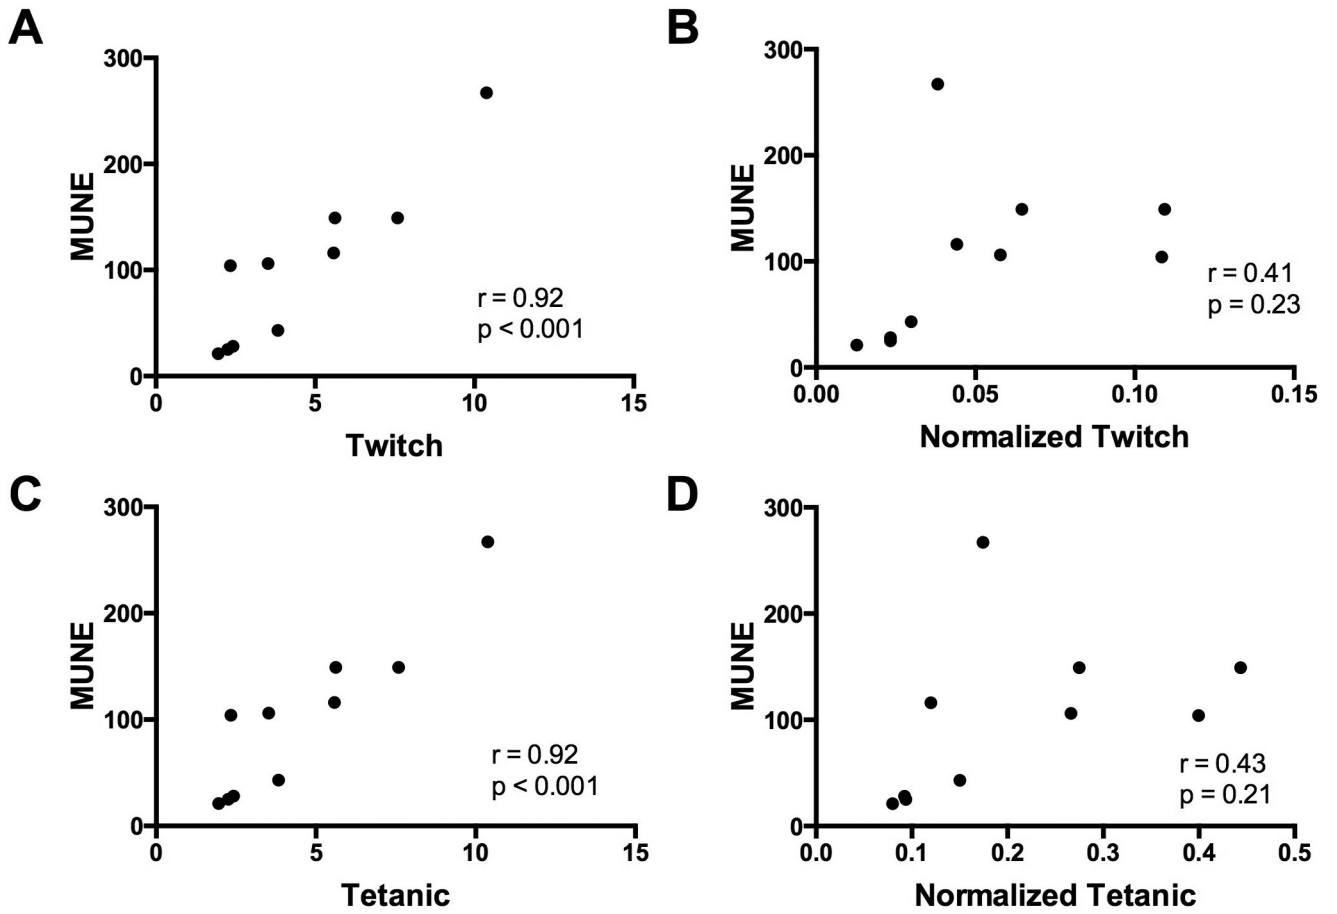 A
300
200
100
0
MUNE
r = 0.92
p < 0.001
0 5 10 15
Twitch
B
300
200
100
0
MUNE
r = 0.41
p = 0.23
0.00 0.05 0.10 0.15
Normalized Twitch
C
300
200
100
0
MUNE
r = 0.92
p < 0.001
0 5 10 15
Tetanic
D
300
200
100
0
MUNE
r = 0.43
p = 0.21
0.0 0.1 0.2 0.3 0.4 0.5
Normalized Tetanic